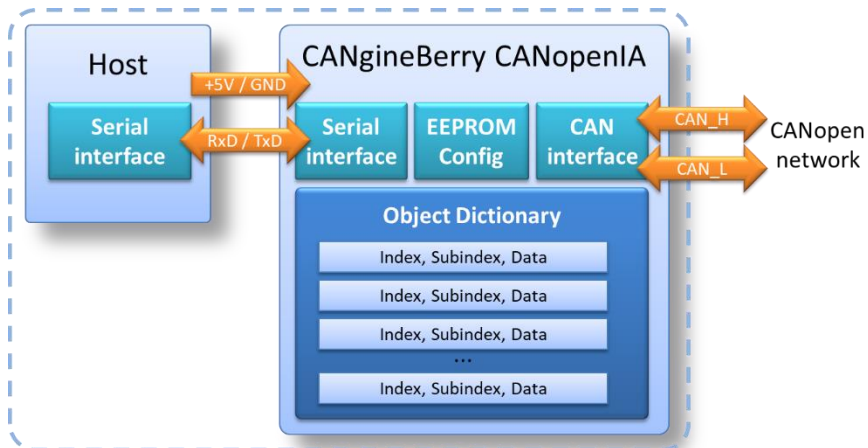 Host
CANgineBerry CANopenIA
+5V / GND
Serial
interface
RxD / TxD
Serial
interface
EEPROM
Config
CAN
interface
CAN_H
CAN_L
CANopen
network
Object Dictionary
Index, Subindex, Data
Index, Subindex, Data
Index, Subindex, Data
...
Index, Subindex, Data